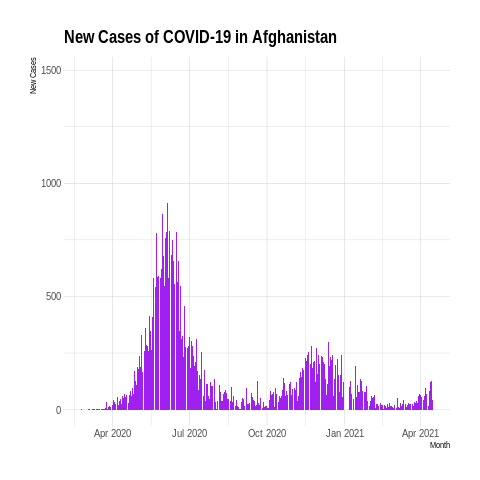 New Cases of COVID-19 in Afghanistan
New Cases
1500
1000
500
0
Apr 2020 Jul 2020 Oct 2020 Jan 2021 Apr 2021
Month